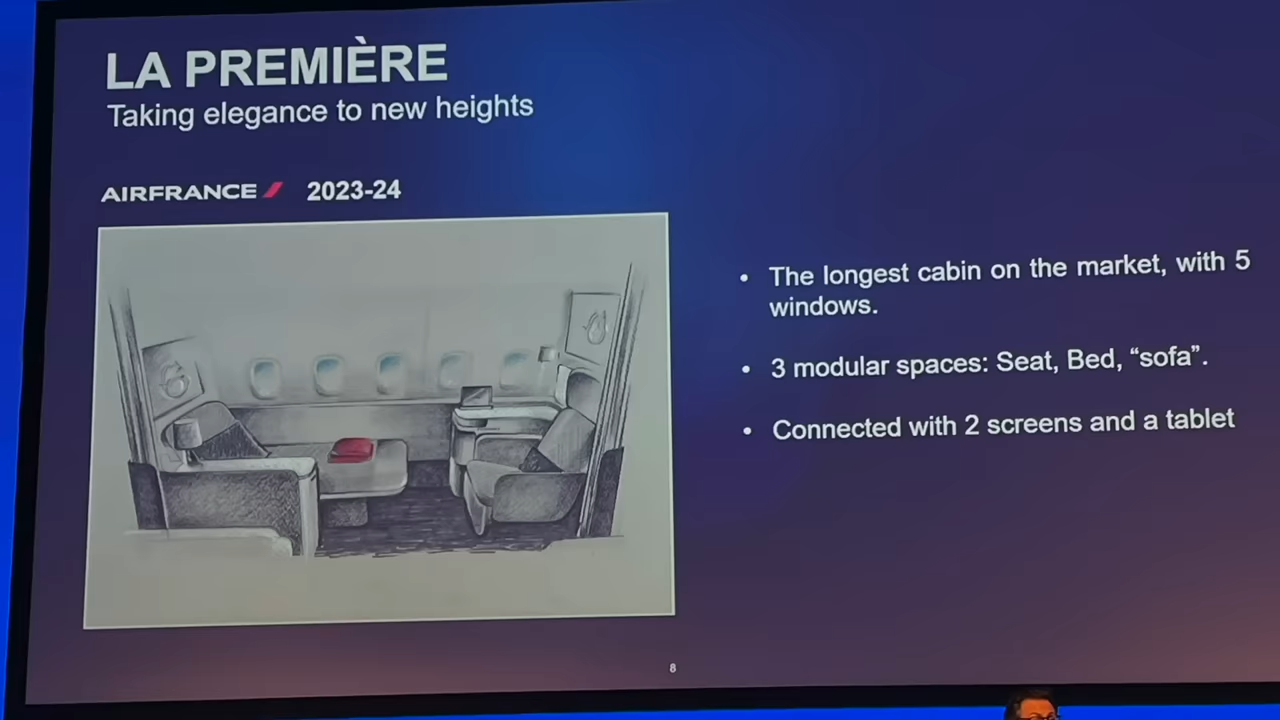 LA PREMIÈRE
Taking elegance to new heights
AIRFRANCE 2023-24
• The longest cabin on the market, with 5
windows.
• 3 modular spaces: Seat, Bed, “sofa”.
• Connected with 2 screens and a tablet
8